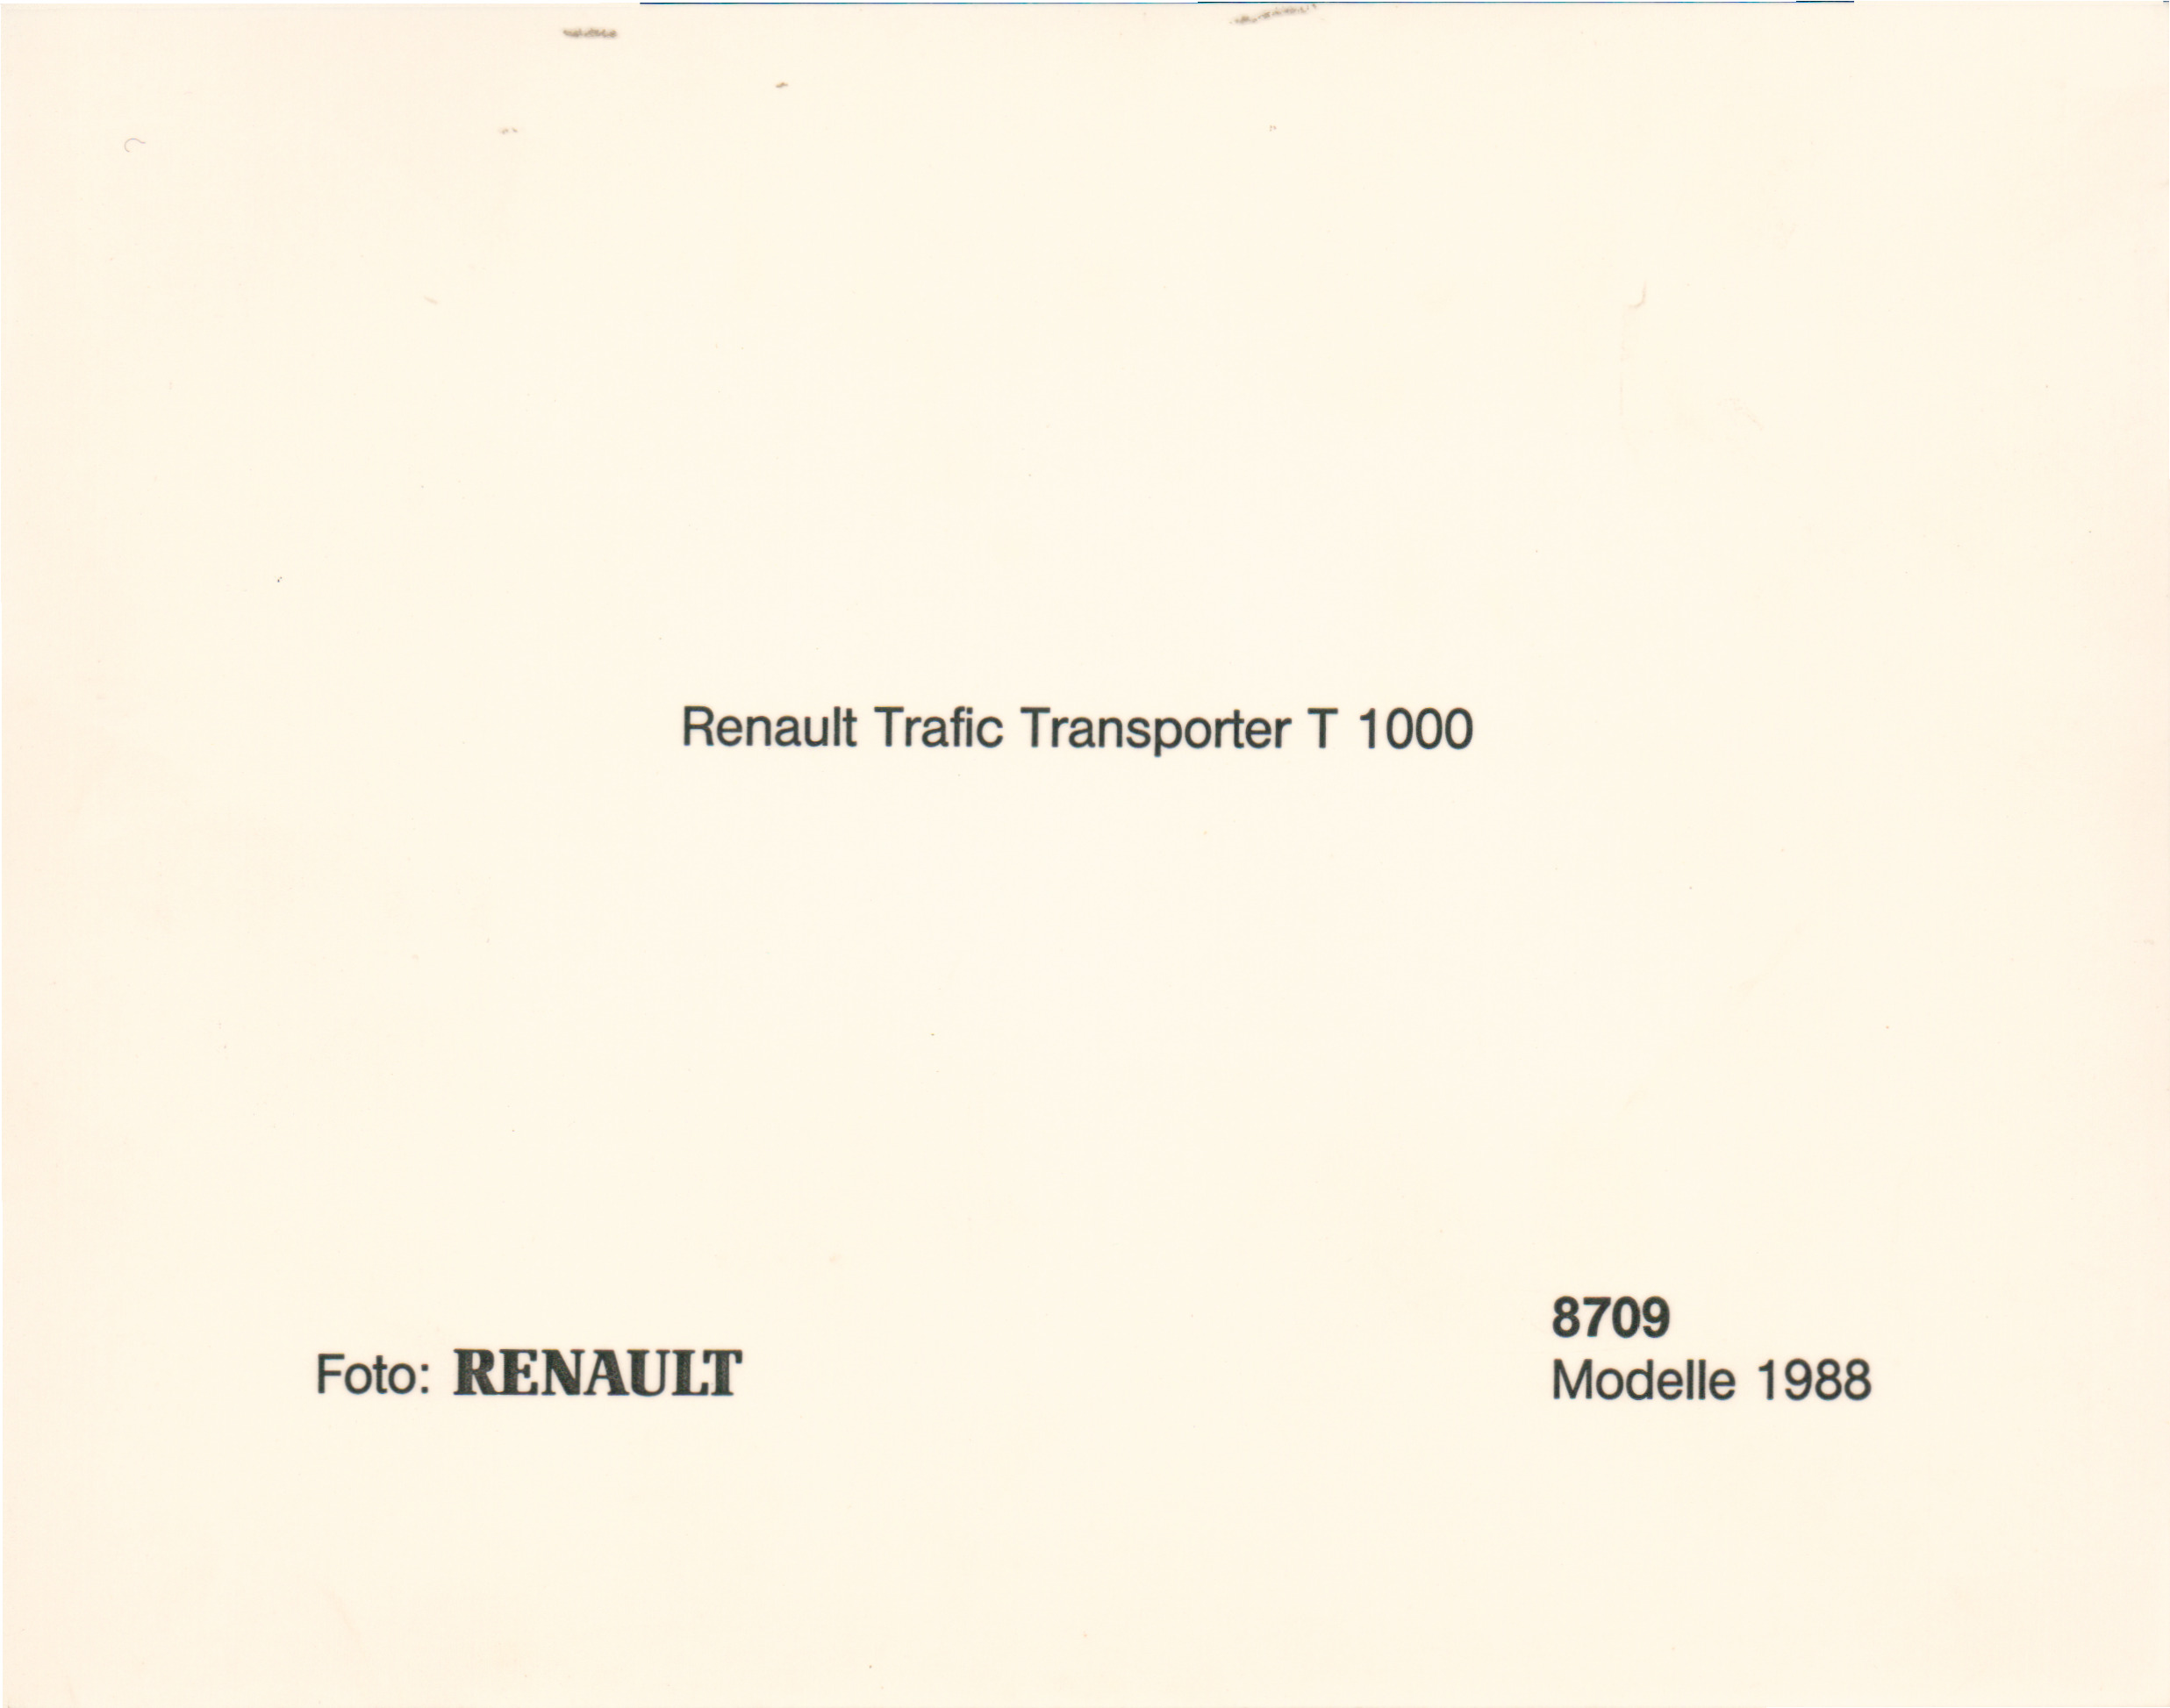 Renault Trafic Transporter T 1000
8709
Foto: RENAULT
Modelle 1988